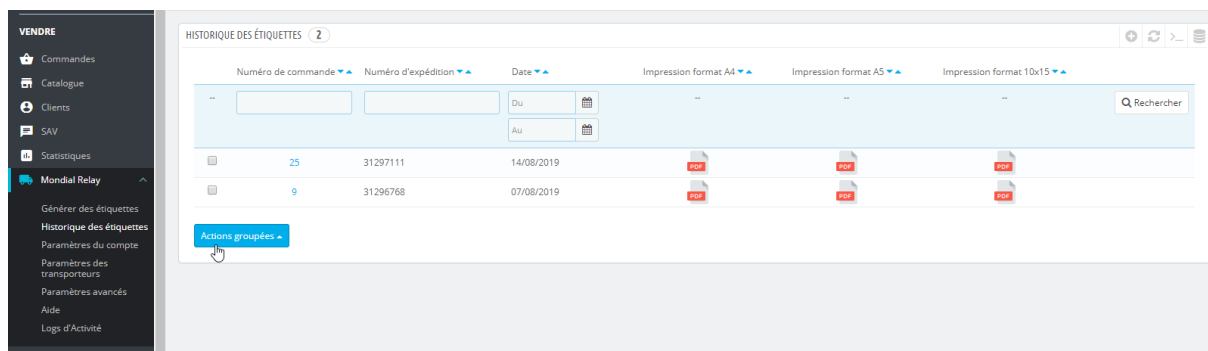 VENDRE
Commandes
Catalogue
Clients
SAV
Statistiques
Mondial Relay
Générer des étiquettes
Historique des étiquettes
Paramètres du compte
Paramètres des
transporteurs
Paramètres avancés
Aide
Logs d'Activité
HISTORIQUE DES ÉTIQUETTES 2
Numéro de commande Numéro d'expédition Date Impression format A4 Impression format A5 Impression format 10x15
-- Du -- -- -- Rechercher
Au
25 31297111 14/08/2019 PDF PDF PDF
9 31296768 07/08/2019 PDF PDF PDF
Actions groupées